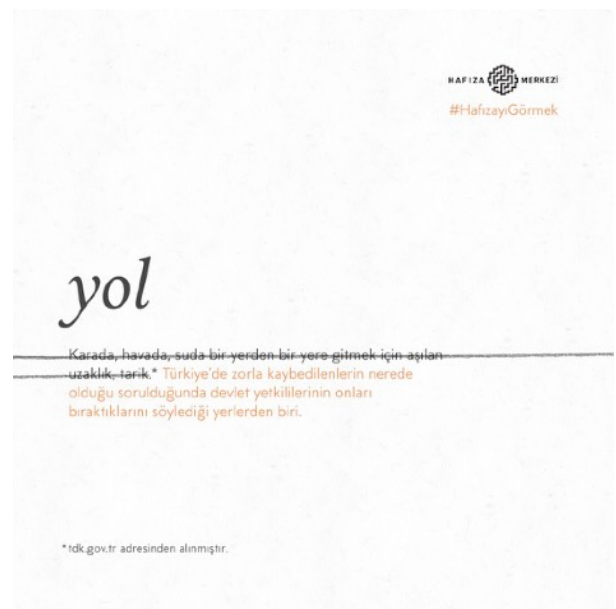 HAFIZA MERKEZİ
#HafızayıGörmek
yol
Karada, havada, suda bir yerden bir yere gitmek için aşılan
uzaklık, tarik.* Türkiye'de zorla kaybedilenlerin nerede
olduğu sorulduğunda devlet yetkililerinin onları
bıraktıklarını söylediği yerlerden biri.
*tdk.gov.tr adresinden alınmıştır.